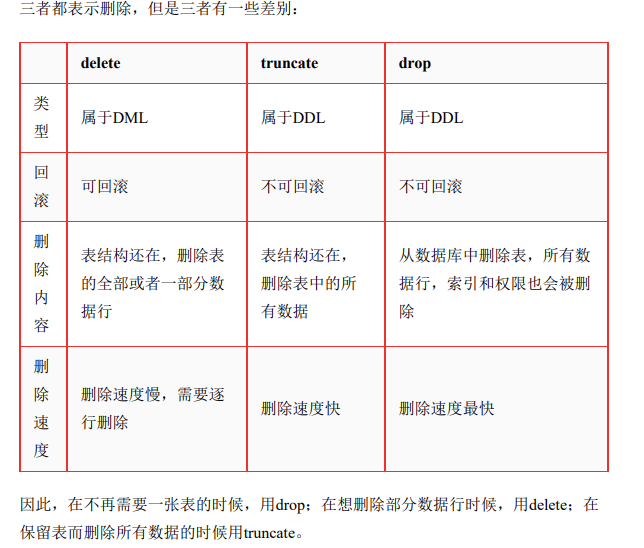 三者都表示删除，但是三者有一些差别：
delete truncate drop
类型 属于DML 属于DDL 属于DDL
回滚 可回滚 不可回滚 不可回滚
删除内容 表结构还在，删除表的全部或者一部分数据行 表结构还在，删除表中的所有数据 从数据库中删除表，所有数据行，索引和权限也会被删除
删除速度 删除速度慢，需要逐行删除 删除速度快 删除速度最快
因此，在不再需要一张表的时候，用drop；在想删除部分数据行时候，用delete；在
保留表而删除所有数据的时候用truncate。